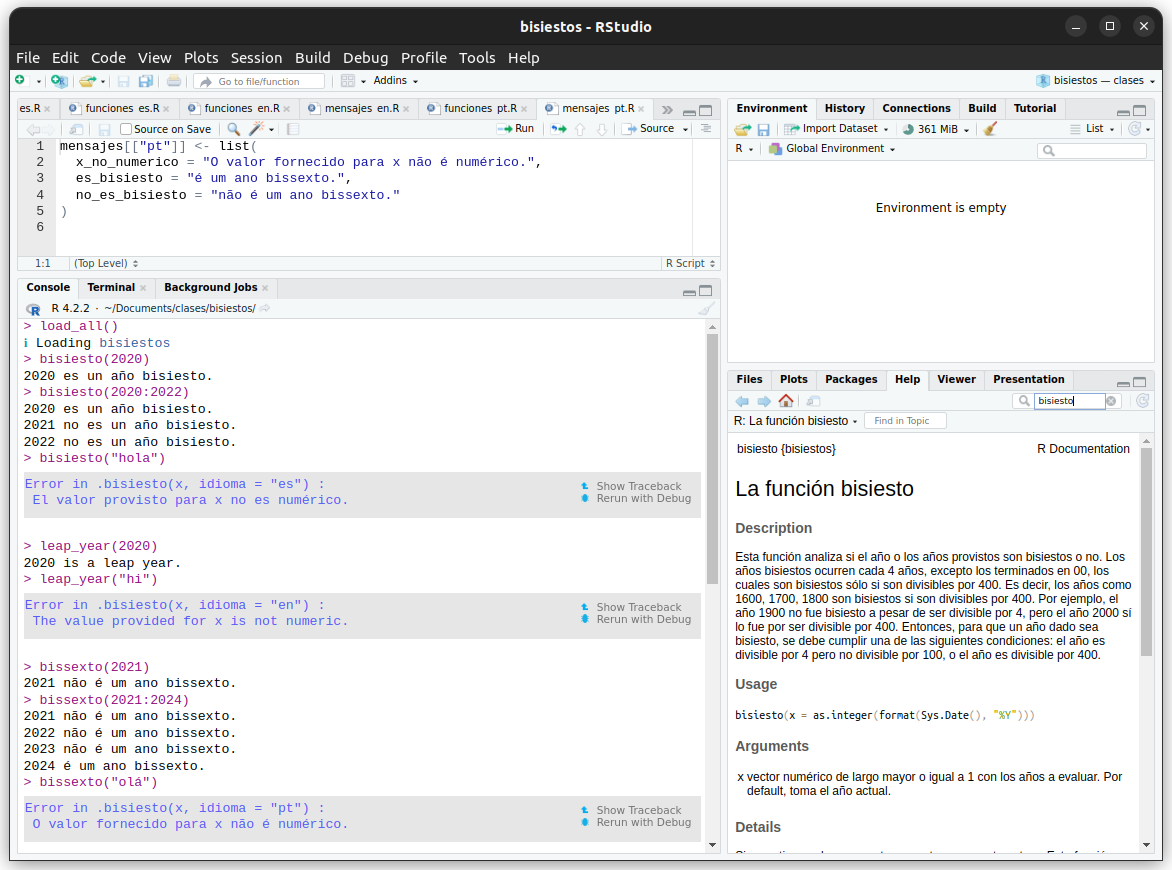 bisiestos - RStudio
File Edit Code View Plots Session Build Debug Profile Tools Help
Go to file/function
Addins
bisiestos — clases
es.R
funciones es.R
funciones en.R
mensajes en.R
funciones pt.R
mensajes pt.R
Source on Save
Run
Source
1 mensajes[["pt"]] <- list(
2 x_no_numerico = "O valor fornecido para x não é numérico.",
3 es_bisiesto = "é um ano bissexto.",
4 no_es_bisiesto = "não é um ano bissexto."
5 )
6
1:1 (Top Level) R Script
Console Terminal Background Jobs
R 4.2.2 · ~/Documents/clases/bisiestos/
> load_all()
ℹ Loading bisiestos
> bisiesto(2020)
2020 es un año bisiesto.
> bisiesto(2020:2022)
2020 es un año bisiesto.
2021 no es un año bisiesto.
2022 no es un año bisiesto.
> bisiesto("hola")
Error in .bisiesto(x, idioma = "es") :
El valor provisto para x no es numérico.
Show Traceback
Rerun with Debug
> leap_year(2020)
2020 is a leap year.
> leap_year("hi")
Error in .bisiesto(x, idioma = "en") :
The value provided for x is not numeric.
Show Traceback
Rerun with Debug
> bissexto(2021)
2021 não é um ano bissexto.
> bissexto(2021:2024)
2021 não é um ano bissexto.
2022 não é um ano bissexto.
2023 não é um ano bissexto.
2024 é um ano bissexto.
> bissexto("olá")
Error in .bisiesto(x, idioma = "pt") :
O valor fornecido para x não é numérico.
Show Traceback
Rerun with Debug
Environment History Connections Build Tutorial
Import Dataset 361 MiB List
R Global Environment
Environment is empty
Files Plots Packages Help Viewer Presentation
bisiesto
R: La función bisiesto Find in Topic
bisiesto {bisiestos} R Documentation
La función bisiesto
Description
Esta función analiza si el año o los años provistos son bisiestos o no. Los
años bisiestos ocurren cada 4 años, excepto los terminados en 00, los
cuales son bisiestos sólo si son divisibles por 400. Es decir, los años como
1600, 1700, 1800 son bisiestos si son divisibles por 400. Por ejemplo, el
año 1900 no fue bisiesto a pesar de ser divisible por 4, pero el año 2000 sí
lo fue por ser divisible por 400. Entonces, para que un año dado sea
bisiesto, se debe cumplir una de las siguientes condiciones: el año es
divisible por 4 pero no divisible por 100, o el año es divisible por 400.
Usage
bisiesto(x = as.integer(format(Sys.Date(), "%Y")))
Arguments
x vector numérico de largo mayor o igual a 1 con los años a evaluar. Por
default, toma el año actual.
Details